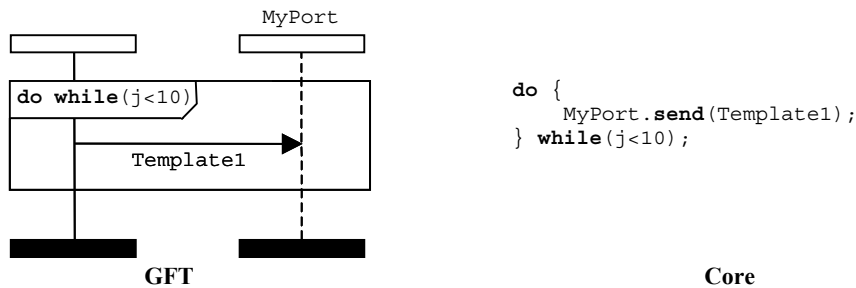 MyPort
do while(j<10)
Template1
GFT
do {
MyPort.send(Template1);
} while(j<10);
Core